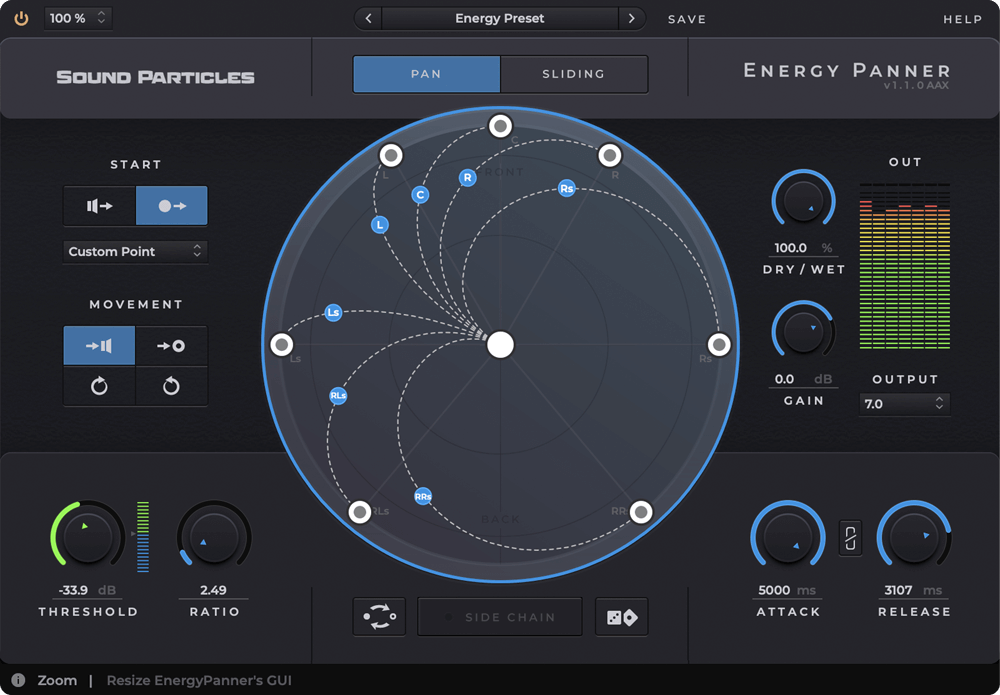 100 %
Energy Preset
SAVE
HELP
SOUND PARTICLES
PAN
SLIDING
ENERGY PANNER
v1.1.0 AAX
START
Custom Point
MOVEMENT
C
L
R
FRONT
R
Rs
C
L
Ls
Ls
Rs
RLs
RRs
RLs
RR
BACK
OUT
100.0 %
DRY / WET
0.0 dB
GAIN
OUTPUT
7.0
-33.9 dB
THRESHOLD
2.49
RATIO
SIDE CHAIN
5000 ms
ATTACK
3107 ms
RELEASE
Zoom | Resize EnergyPanner's GUI